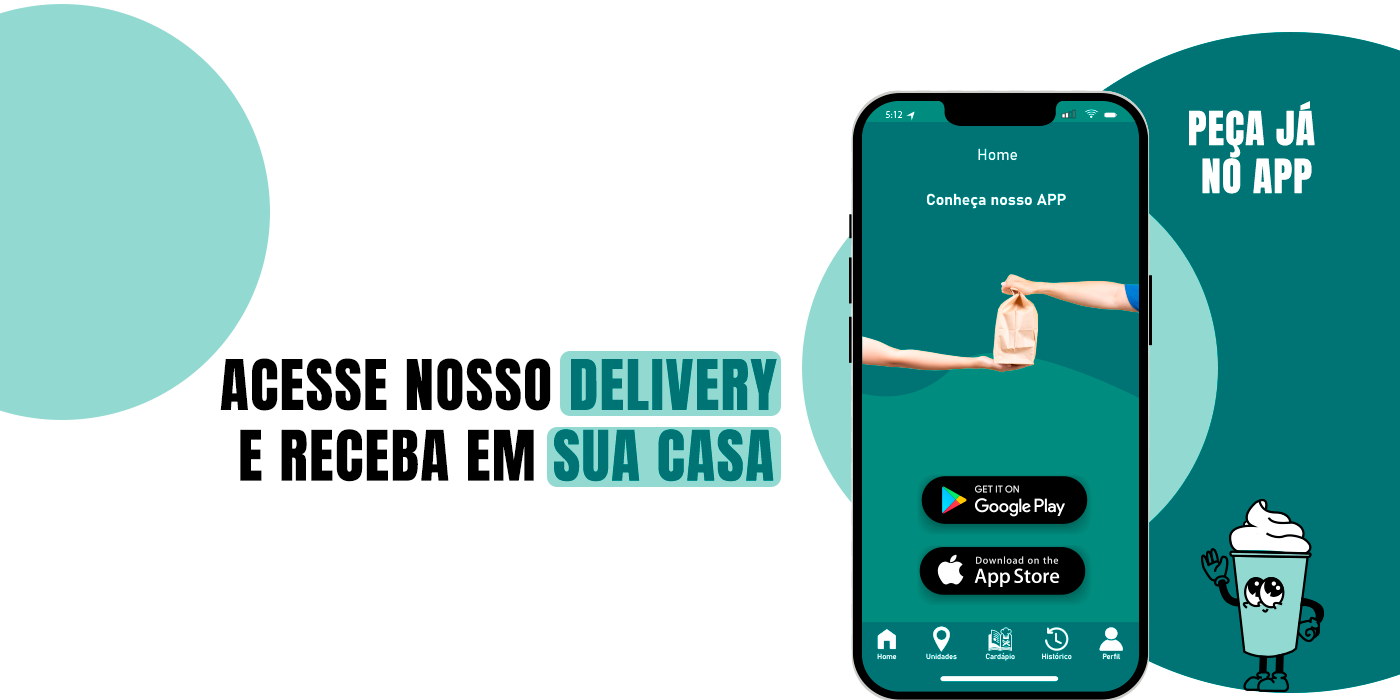 ACESSE NOSSO DELIVERY
E RECEBA EM SUA CASA
5:12
Home
Conheça nosso APP
GET IT ON
Google Play
Download on the
App Store
Home Unidades Cardápio Histórico Perfil
PEÇA JÁ
NO APP